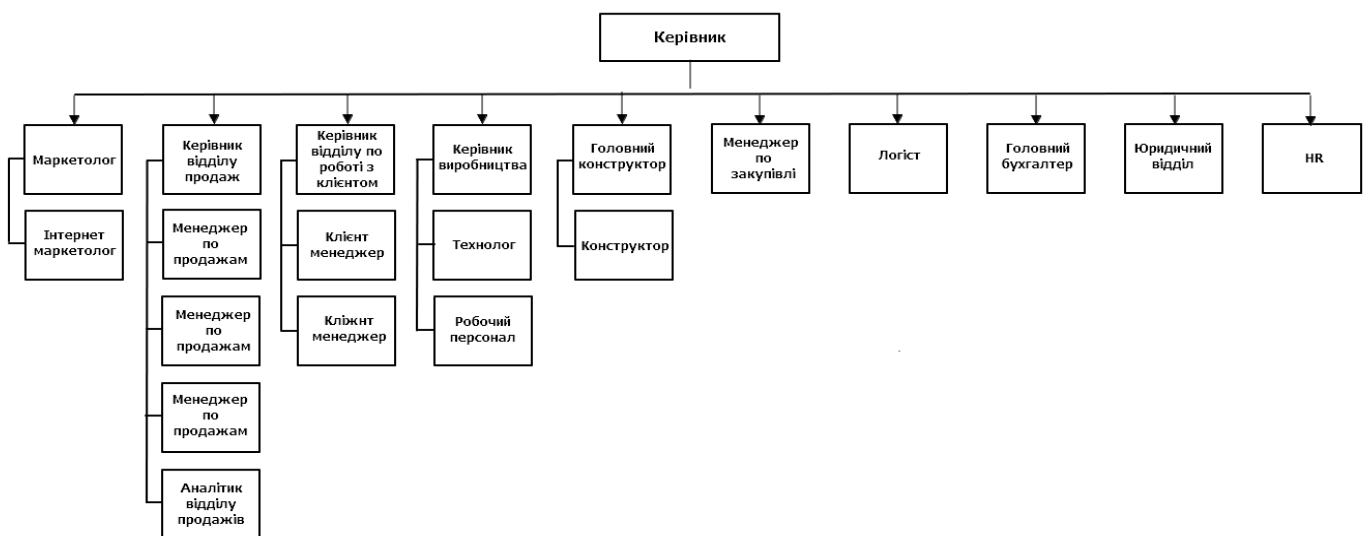 Керівник
Маркетолог
Інтернет
маркетолог
Керівник
відділу
продаж
Менеджер
по
продажам
Менеджер
по
продажам
Менеджер
по
продажам
Аналітик
відділу
продажів
Керівник
відділу по
роботі з
клієнтом
Клієнт
менеджер
Кліжнт
менеджер
Керівник
виробництва
Технолог
Робочий
персонал
Головний
конструктор
Конструктор
Менеджер
по
закупівлі
Логіст
Головний
бухгалтер
Юридичний
відділ
HR